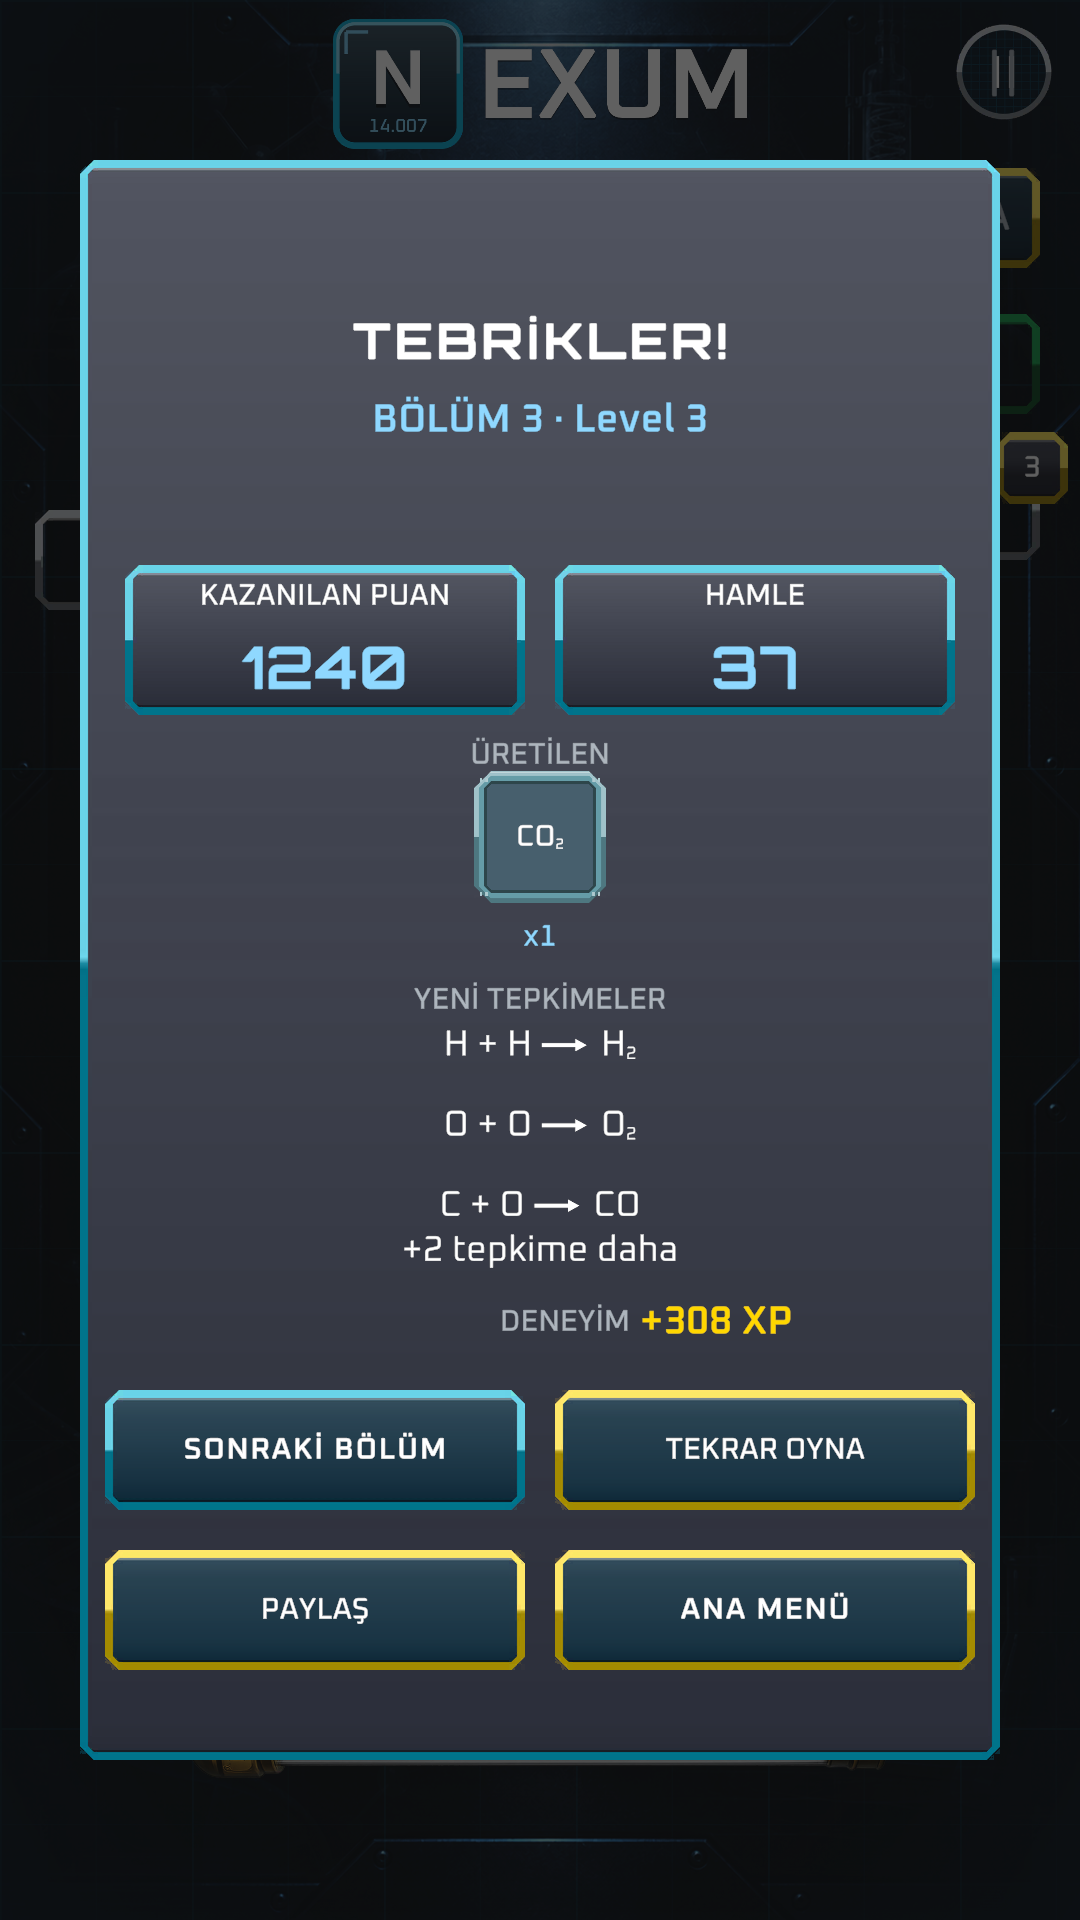 N EXUM
14.007
A
3
TEBRİKLER!
BÖLÜM 3 · Level 3
KAZANILAN PUAN
1240
HAMLE
37
ÜRETİLEN
CO₂
x1
YENİ TEPKİMELER
H + H → H₂
O + O → O₂
C + O → CO
+2 tepkime daha
DENEYİM +308 XP
SONRAKİ BÖLÜM
TEKRAR OYNA
PAYLAŞ
ANA MENÜ